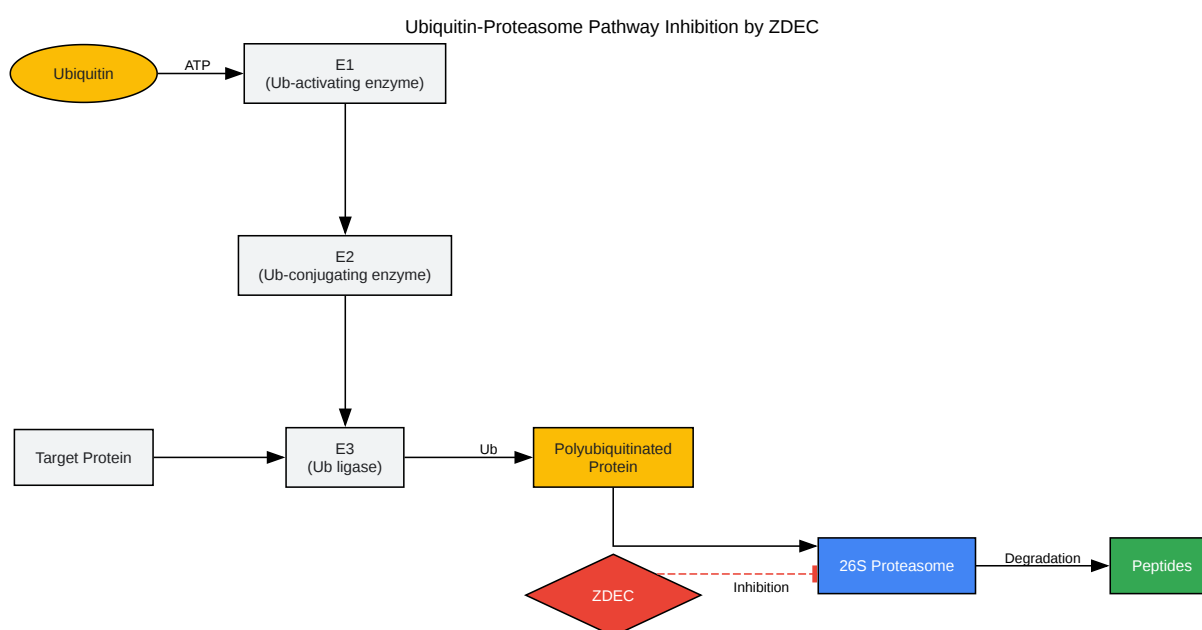 Ubiquitin-Proteasome Pathway Inhibition by ZDEC
Ubiquitin
ATP
E1
(Ub-activating enzyme)
E2
(Ub-conjugating enzyme)
Target Protein
E3
(Ub ligase)
Ub
Polyubiquitinated
Protein
ZDEC
Inhibition
26S Proteasome
Degradation
Peptides